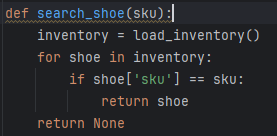 def search_shoe(sku):
    inventory = load_inventory()
    for shoe in inventory:
        if shoe['sku'] == sku:
            return shoe
    return None